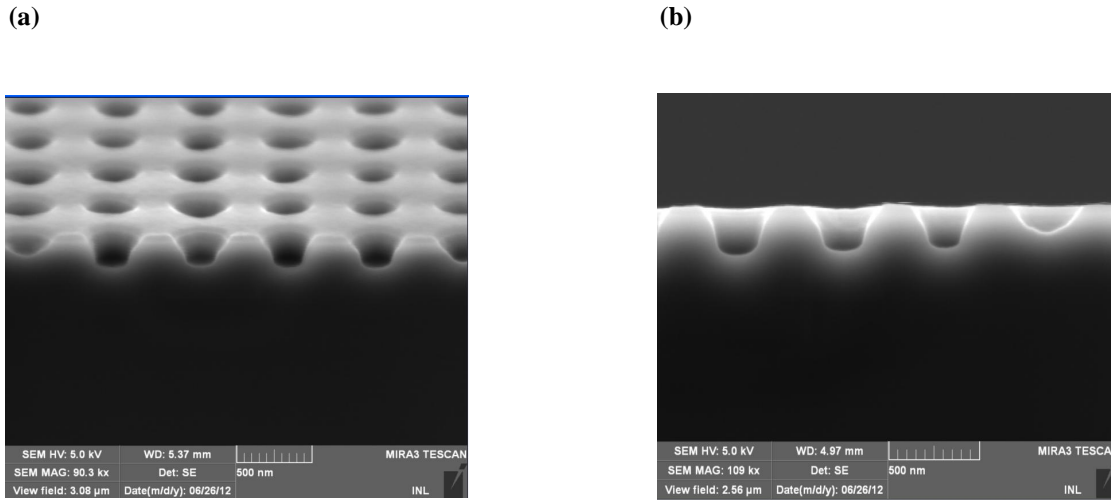 (a)
(b)
SEM HV: 5.0 kV WD: 5.37 mm MIRA3 TESCAN
SEM MAG: 90.3 kx Det: SE 500 nm
View field: 3.08 µm Date(m/d/y): 06/26/12 INL
SEM HV: 5.0 kV WD: 4.97 mm MIRA3 TESCAN
SEM MAG: 109 kx Det: SE 500 nm
View field: 2.56 µm Date(m/d/y): 06/26/12 INL